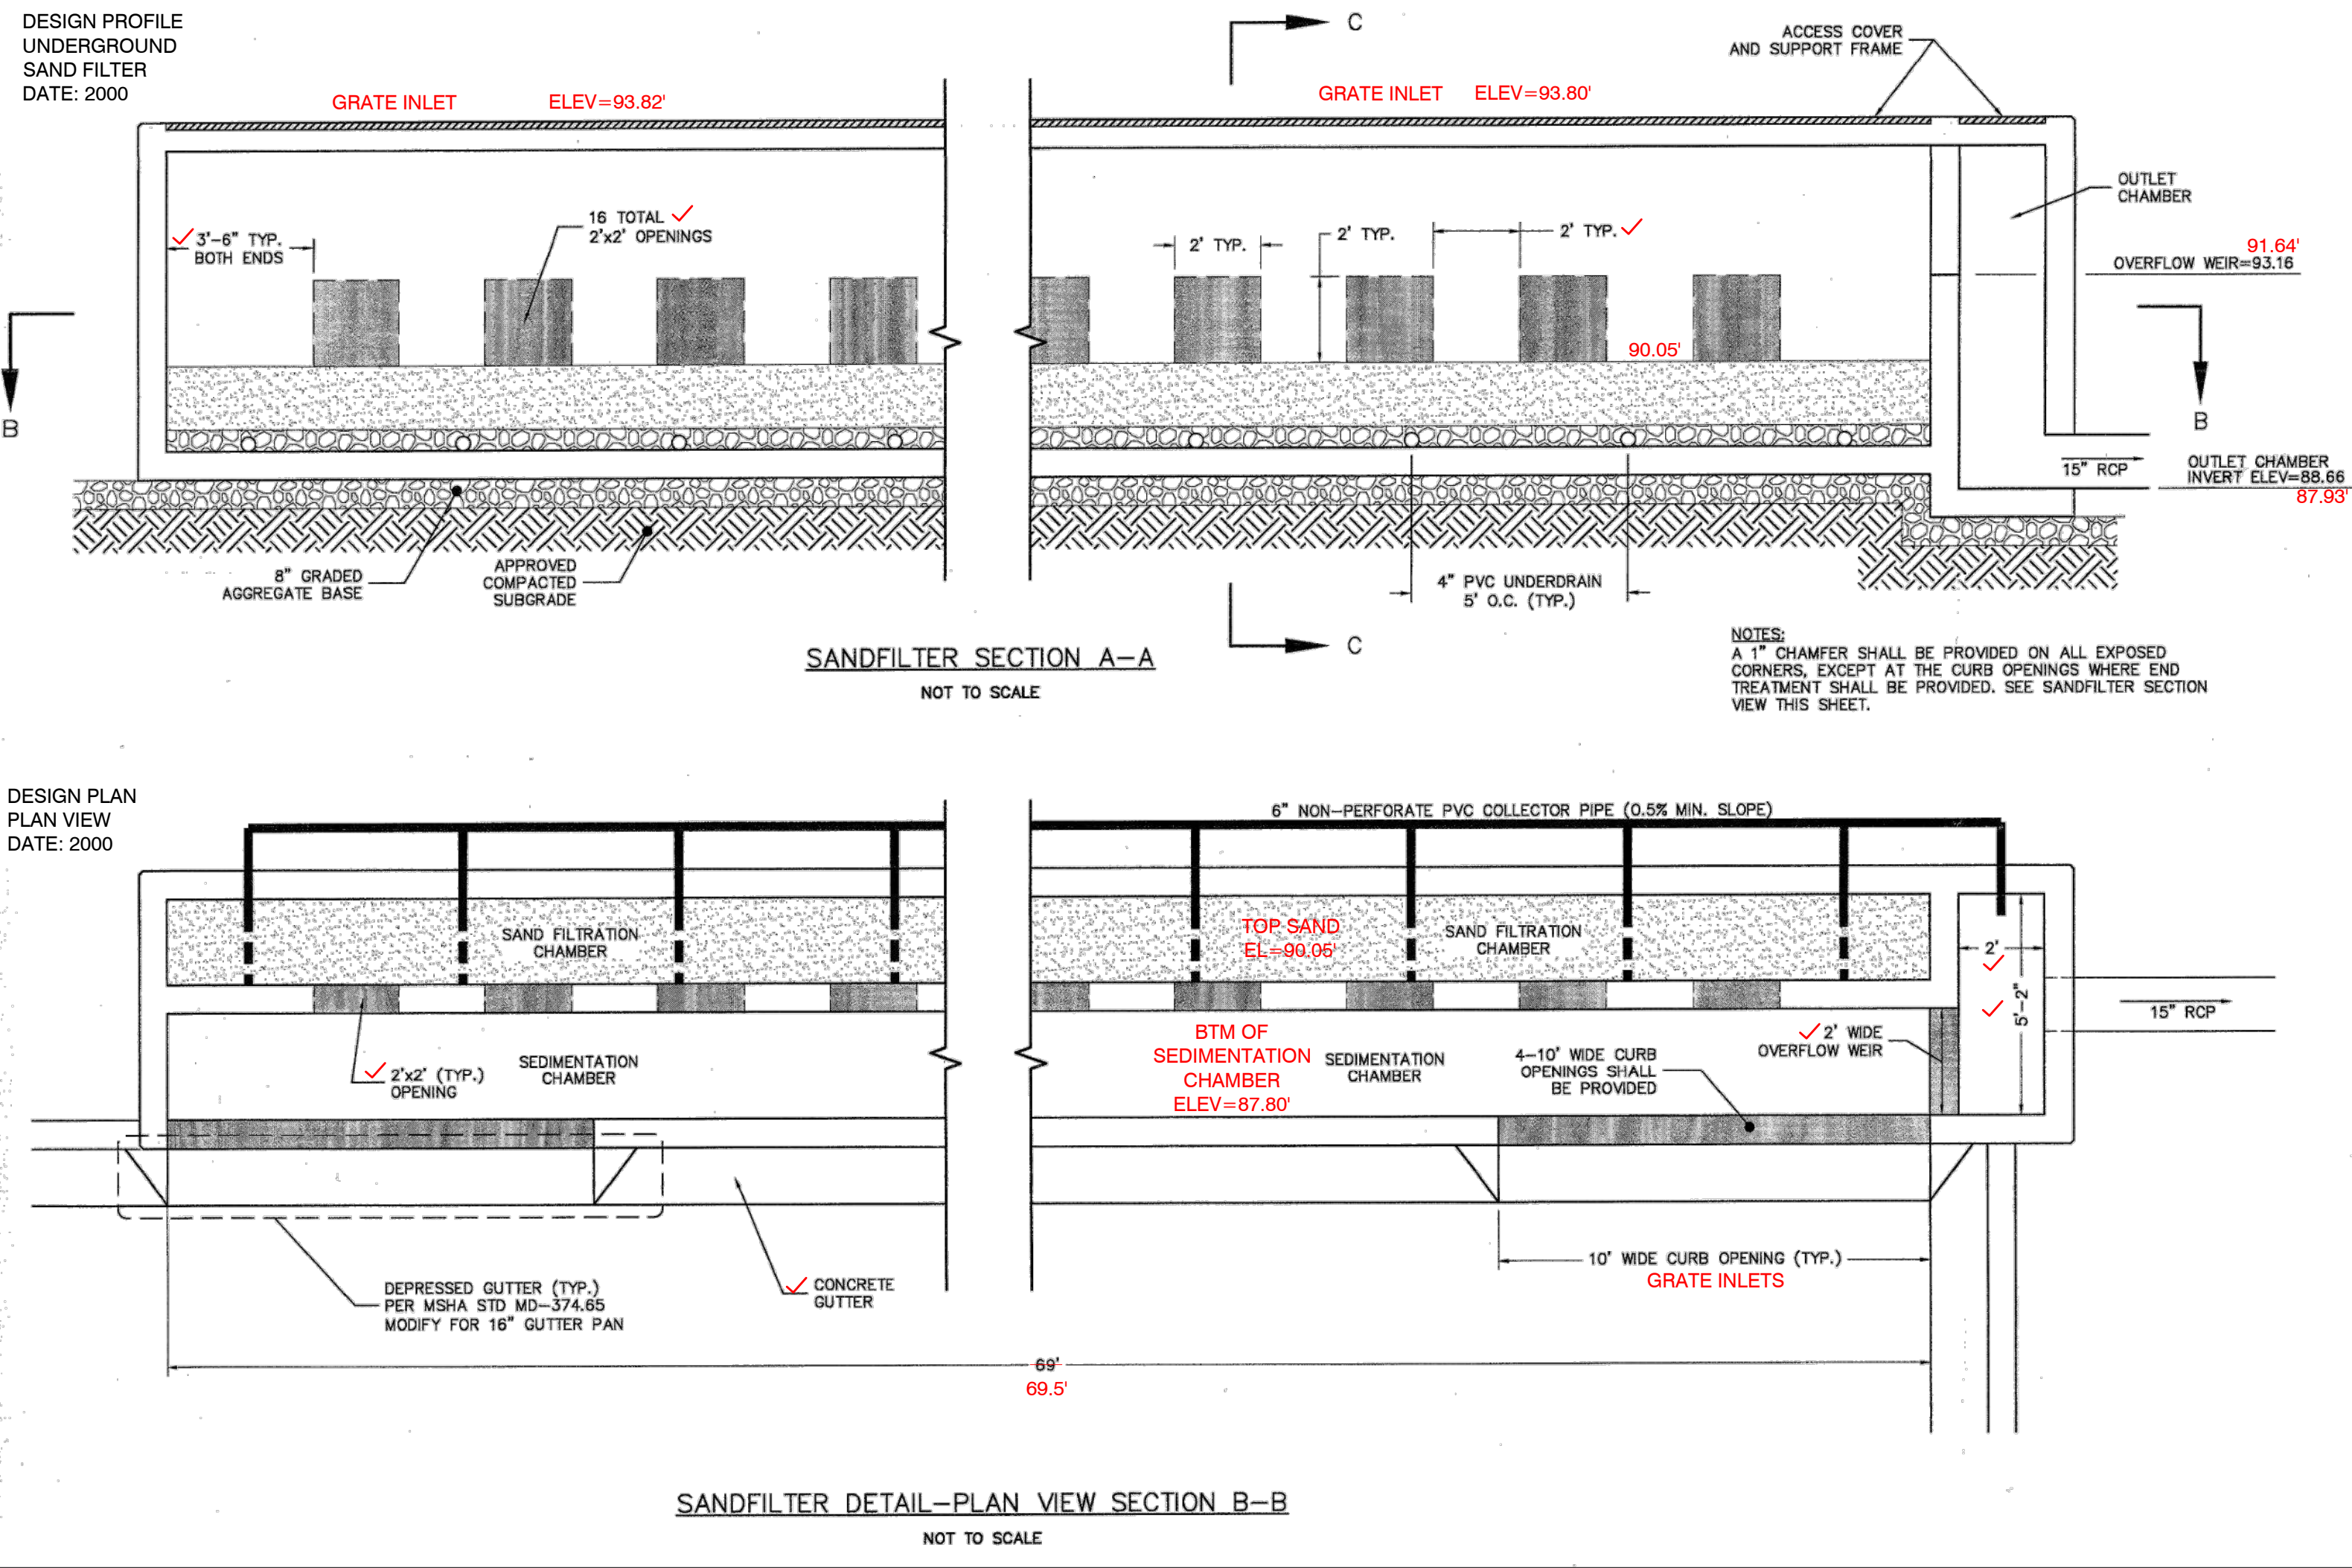 DESIGN PROFILE
UNDERGROUND
SAND FILTER
DATE: 2000
C
ACCESS COVER
AND SUPPORT FRAME
GRATE INLET ELEV=93.82'
GRATE INLET ELEV=93.80'
OUTLET
CHAMBER
16 TOTAL
2'x2' OPENINGS
3'-6" TYP.
BOTH ENDS
2' TYP.
2' TYP.
2' TYP.
91.64'
OVERFLOW WEIR=93.16
90.05'
B
B
15" RCP
OUTLET CHAMBER
INVERT ELEV=88.66
87.93'
8" GRADED
AGGREGATE BASE
APPROVED
COMPACTED
SUBGRADE
4" PVC UNDERDRAIN
5' O.C. (TYP.)
C
SANDFILTER SECTION A-A
NOT TO SCALE
NOTES:
A 1" CHAMFER SHALL BE PROVIDED ON ALL EXPOSED
CORNERS, EXCEPT AT THE CURB OPENINGS WHERE END
TREATMENT SHALL BE PROVIDED. SEE SANDFILTER SECTION
VIEW THIS SHEET.
DESIGN PLAN
PLAN VIEW
DATE: 2000
6" NON-PERFORATE PVC COLLECTOR PIPE (0.5% MIN. SLOPE)
SAND FILTRATION
CHAMBER
TOP SAND
EL=90.05'
SAND FILTRATION
CHAMBER
2'
5'-2"
15" RCP
2'x2' (TYP.)
OPENING
SEDIMENTATION
CHAMBER
BTM OF
SEDIMENTATION
CHAMBER
ELEV=87.80'
SEDIMENTATION
CHAMBER
4-10' WIDE CURB
OPENINGS SHALL
BE PROVIDED
2' WIDE
OVERFLOW WEIR
10' WIDE CURB OPENING (TYP.)
GRATE INLETS
DEPRESSED GUTTER (TYP.)
PER MSHA STD MD-374.65
MODIFY FOR 16" GUTTER PAN
CONCRETE
GUTTER
69'
69.5'
SANDFILTER DETAIL-PLAN VIEW SECTION B-B
NOT TO SCALE